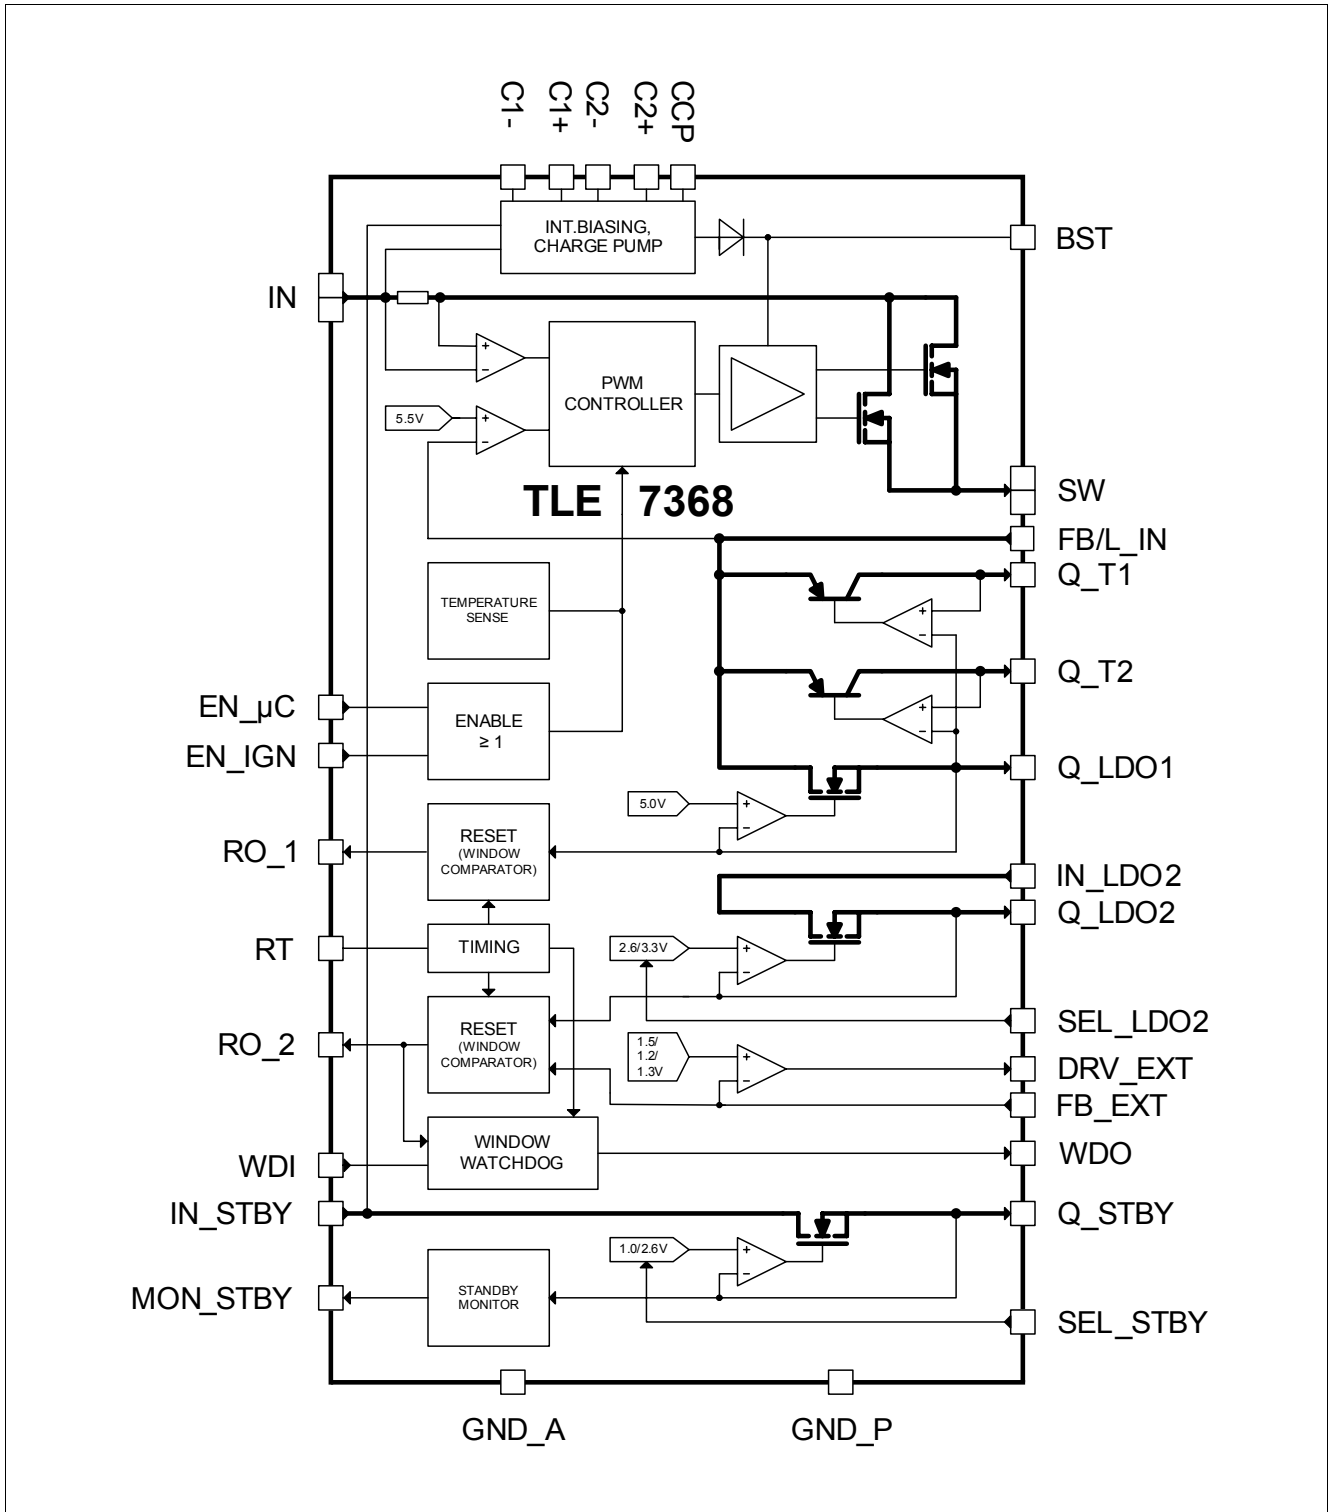 C1-
C1+
C2-
C2+
CCP
INT.BIASING,
CHARGE PUMP
BST
IN
+
-
PWM
CONTROLLER
5.5V
+
-
TLE 7368
SW
FB/L_IN
Q_T1
+
-
TEMPERATURE
SENSE
Q_T2
+
-
EN_µC
EN_IGN
ENABLE
≥ 1
Q_LDO1
5.0V
+
-
RO_1
RESET
(WINDOW
COMPARATOR)
IN_LDO2
Q_LDO2
RT
TIMING
2.6/3.3V
+
-
RO_2
RESET
(WINDOW
COMPARATOR)
SEL_LDO2
1.5/
1.2/
1.3V
+
-
DRV_EXT
FB_EXT
WINDOW
WATCHDOG
WDO
WDI
IN_STBY
Q_STBY
1.0/2.6V
+
-
MON_STBY
STANDBY
MONITOR
SEL_STBY
GND_A
GND_P